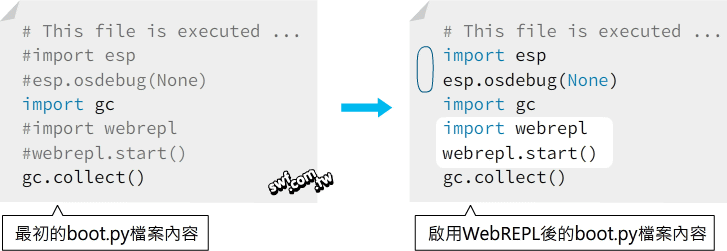 # This file is executed ...
#import esp
#esp.osdebug(None)
import gc
#import webrepl
#webrepl.start()
gc.collect()
swf.com.tw
最初的boot.py檔案內容
# This file is executed ...
import esp
esp.osdebug(None)
import gc
import webrepl
webrepl.start()
gc.collect()
啟用WebREPL後的boot.py檔案內容